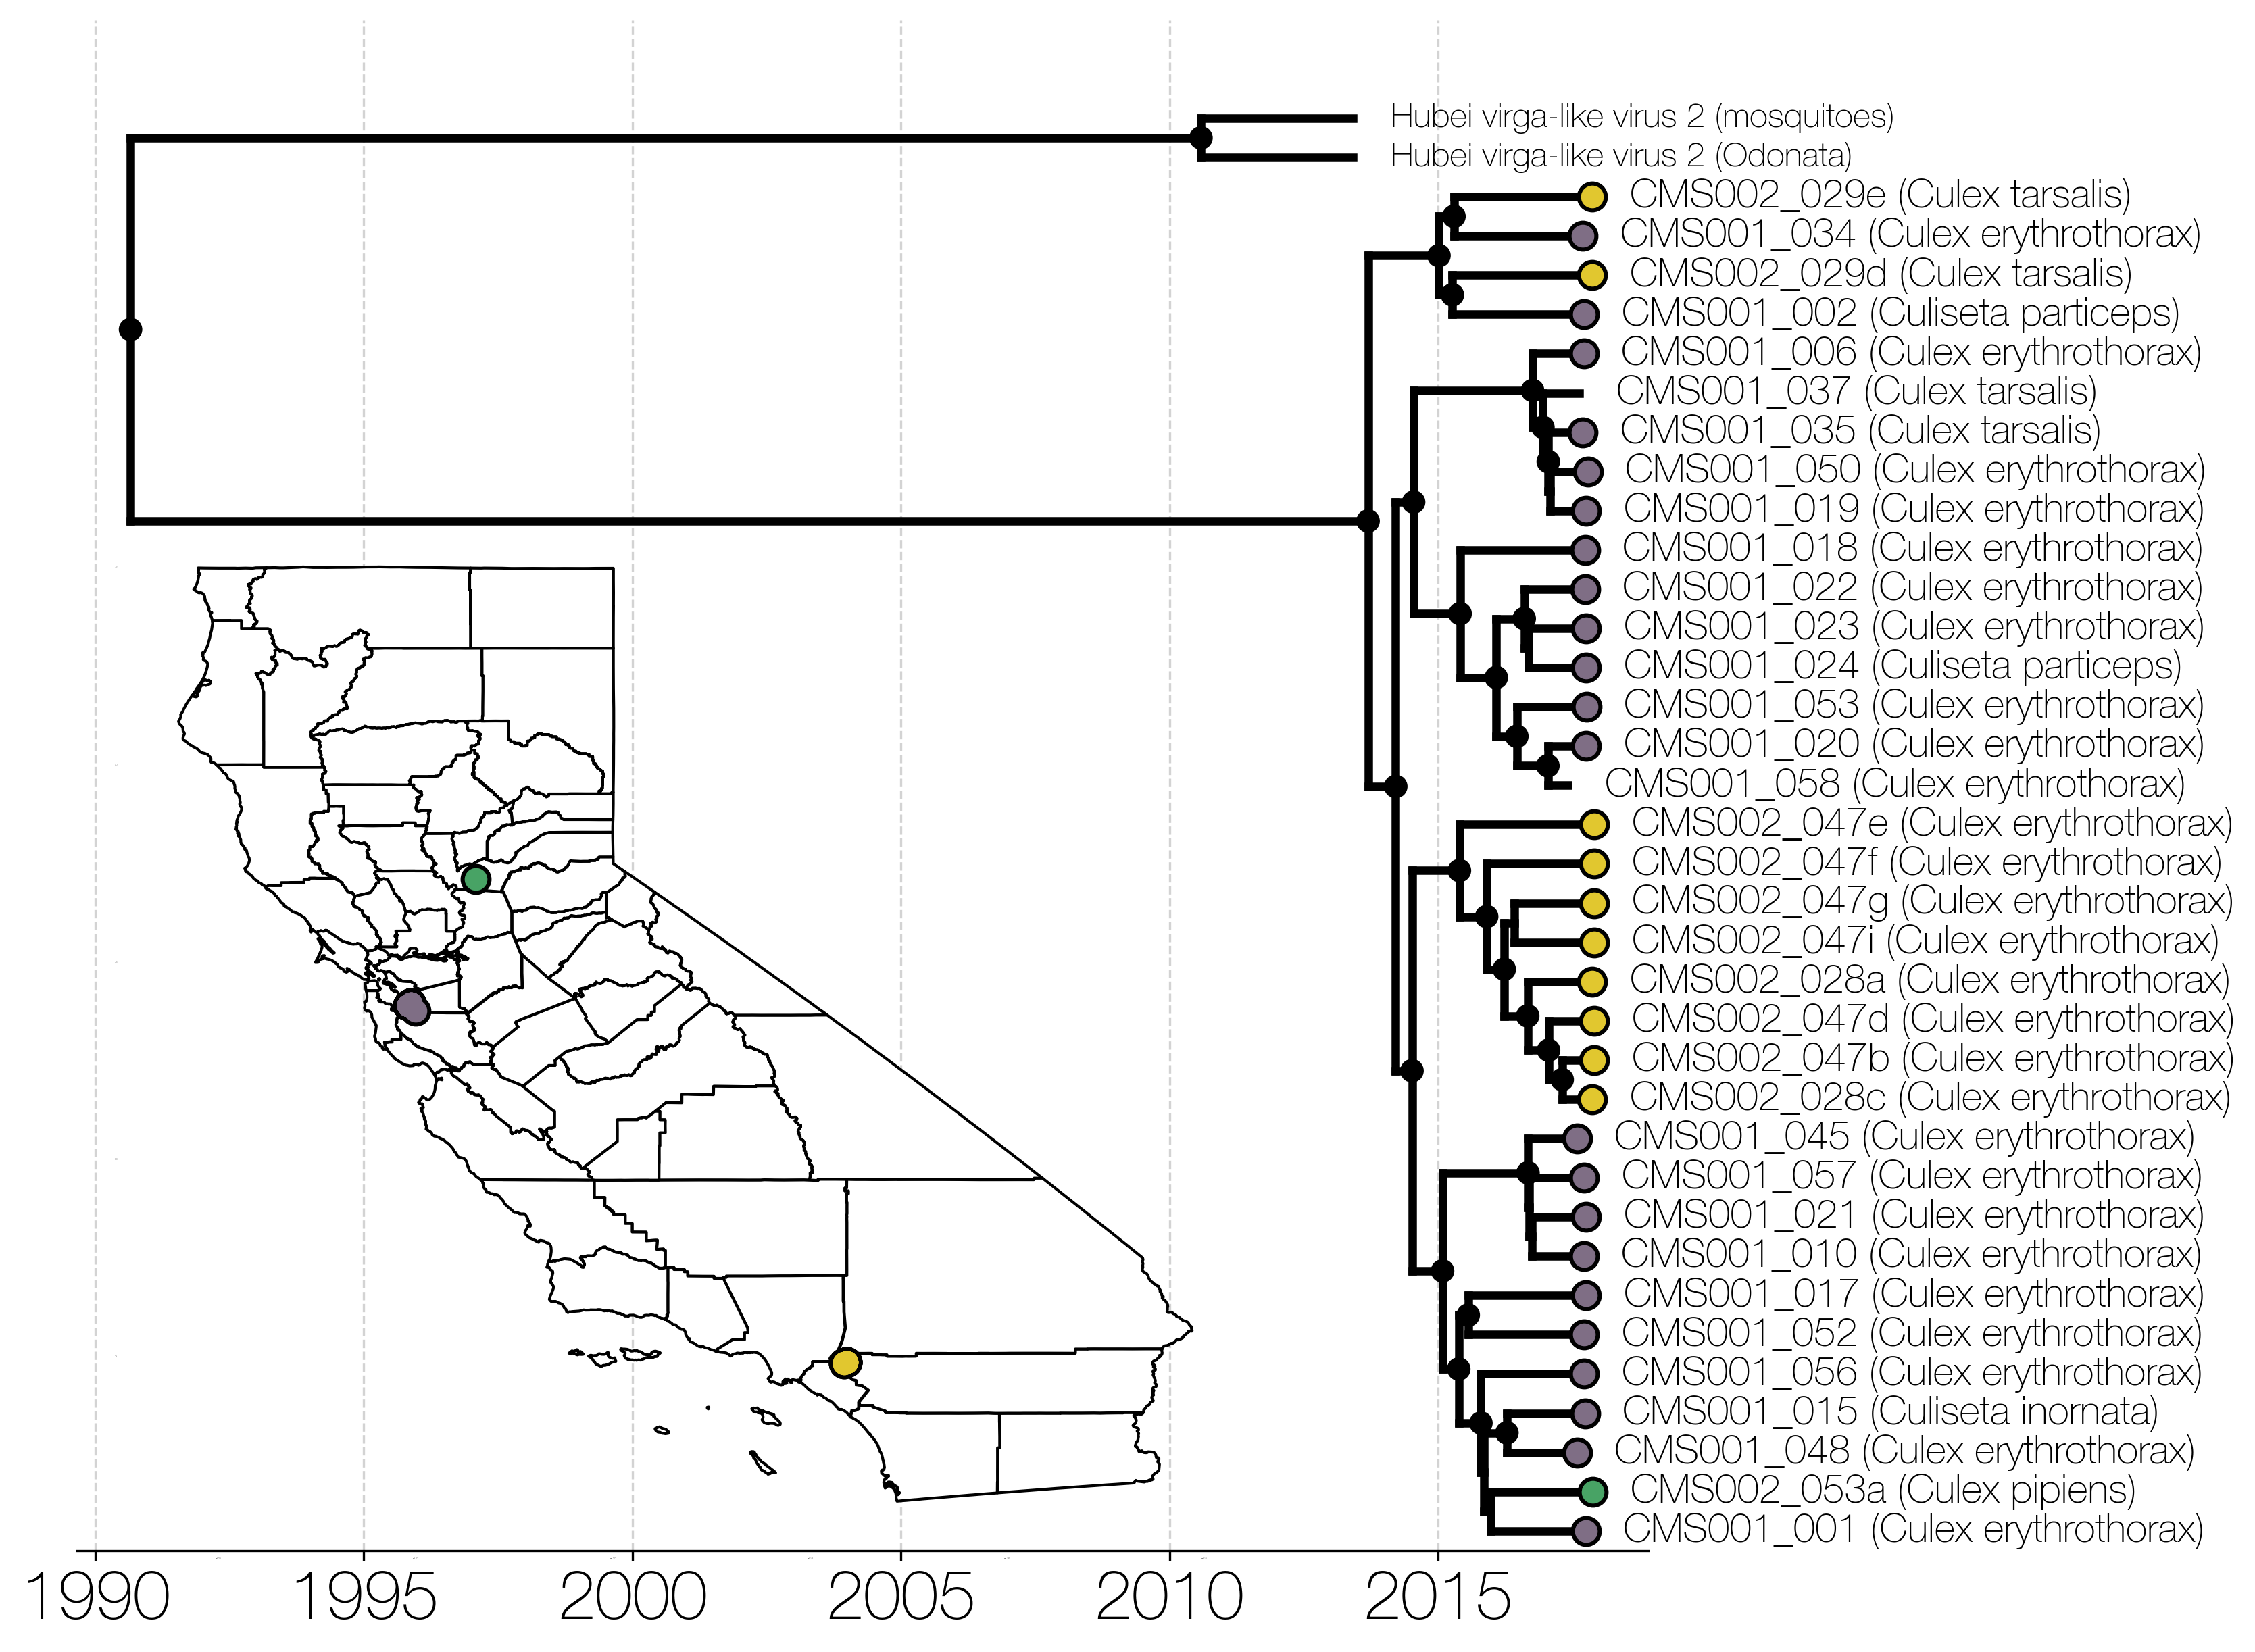 Hubei virga-like virus 2 (mosquitoes)
Hubei virga-like virus 2 (Odonata)
CMS002_029e (Culex tarsalis)
CMS001_034 (Culex erythrothorax)
CMS002_029d (Culex tarsalis)
CMS001_002 (Culiseta particeps)
CMS001_006 (Culex erythrothorax)
CMS001_037 (Culex tarsalis)
CMS001_035 (Culex tarsalis)
CMS001_050 (Culex erythrothorax)
CMS001_019 (Culex erythrothorax)
CMS001_018 (Culex erythrothorax)
CMS001_022 (Culex erythrothorax)
CMS001_023 (Culex erythrothorax)
CMS001_024 (Culiseta particeps)
CMS001_053 (Culex erythrothorax)
CMS001_020 (Culex erythrothorax)
CMS001_058 (Culex erythrothorax)
CMS002_047e (Culex erythrothorax)
CMS002_047f (Culex erythrothorax)
CMS002_047g (Culex erythrothorax)
CMS002_047i (Culex erythrothorax)
CMS002_028a (Culex erythrothorax)
CMS002_047d (Culex erythrothorax)
CMS002_047b (Culex erythrothorax)
CMS002_028c (Culex erythrothorax)
CMS001_045 (Culex erythrothorax)
CMS001_057 (Culex erythrothorax)
CMS001_021 (Culex erythrothorax)
CMS001_010 (Culex erythrothorax)
CMS001_017 (Culex erythrothorax)
CMS001_052 (Culex erythrothorax)
CMS001_056 (Culex erythrothorax)
CMS001_015 (Culiseta inornata)
CMS001_048 (Culex erythrothorax)
CMS002_053a (Culex pipiens)
CMS001_001 (Culex erythrothorax)
1990 1995 2000 2005 2010 2015